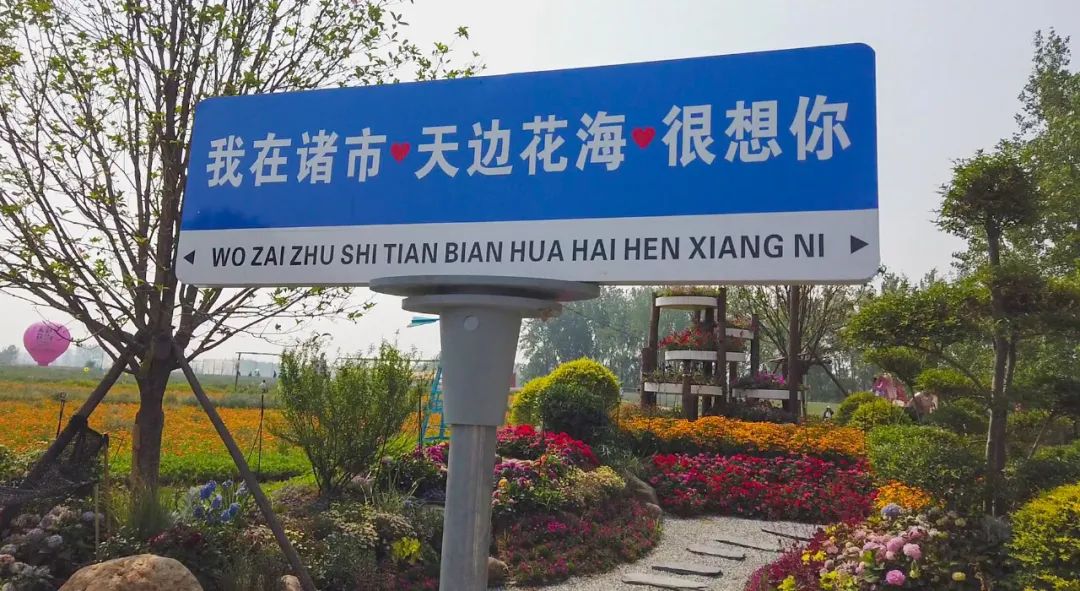 我在诸市❤天边花海❤很想你
◀ WO ZAI ZHU SHI TIAN BIAN HUA HAI HEN XIANG NI ▶